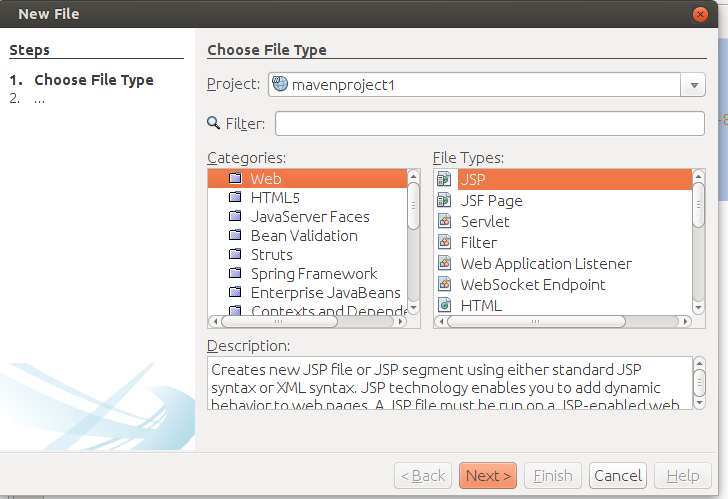 New File
Steps
1. Choose File Type
2. ...
Choose File Type
Project: mavenproject1
Filter:
Categories:
Web
HTML5
JavaServer Faces
Bean Validation
Struts
Spring Framework
Enterprise JavaBeans
Contexts and Depende
File Types:
JSP
JSF Page
Servlet
Filter
Web Application Listener
WebSocket Endpoint
HTML
Description:
Creates new JSP file or JSP segment using either standard JSP
syntax or XML syntax. JSP technology enables you to add dynamic
behavior to web pages. A JSP file must be run on a JSP-enabled web
< Back
Next >
Finish
Cancel
Help